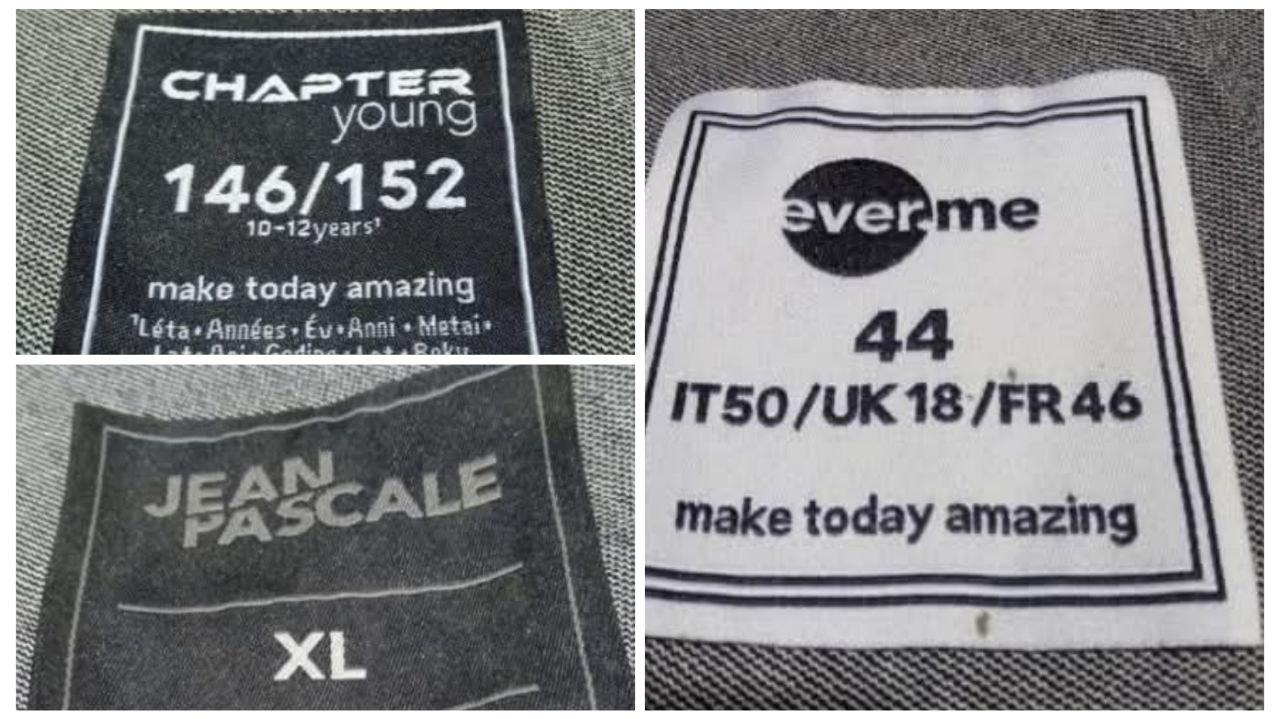 CHAPTER
young
146/152
10-12years¹
make today amazing
¹Léta • Années • Év • Anni • Metai •
JEAN
PASCALE
XL
ever.me
44
IT50/UK18/FR46
make today amazing